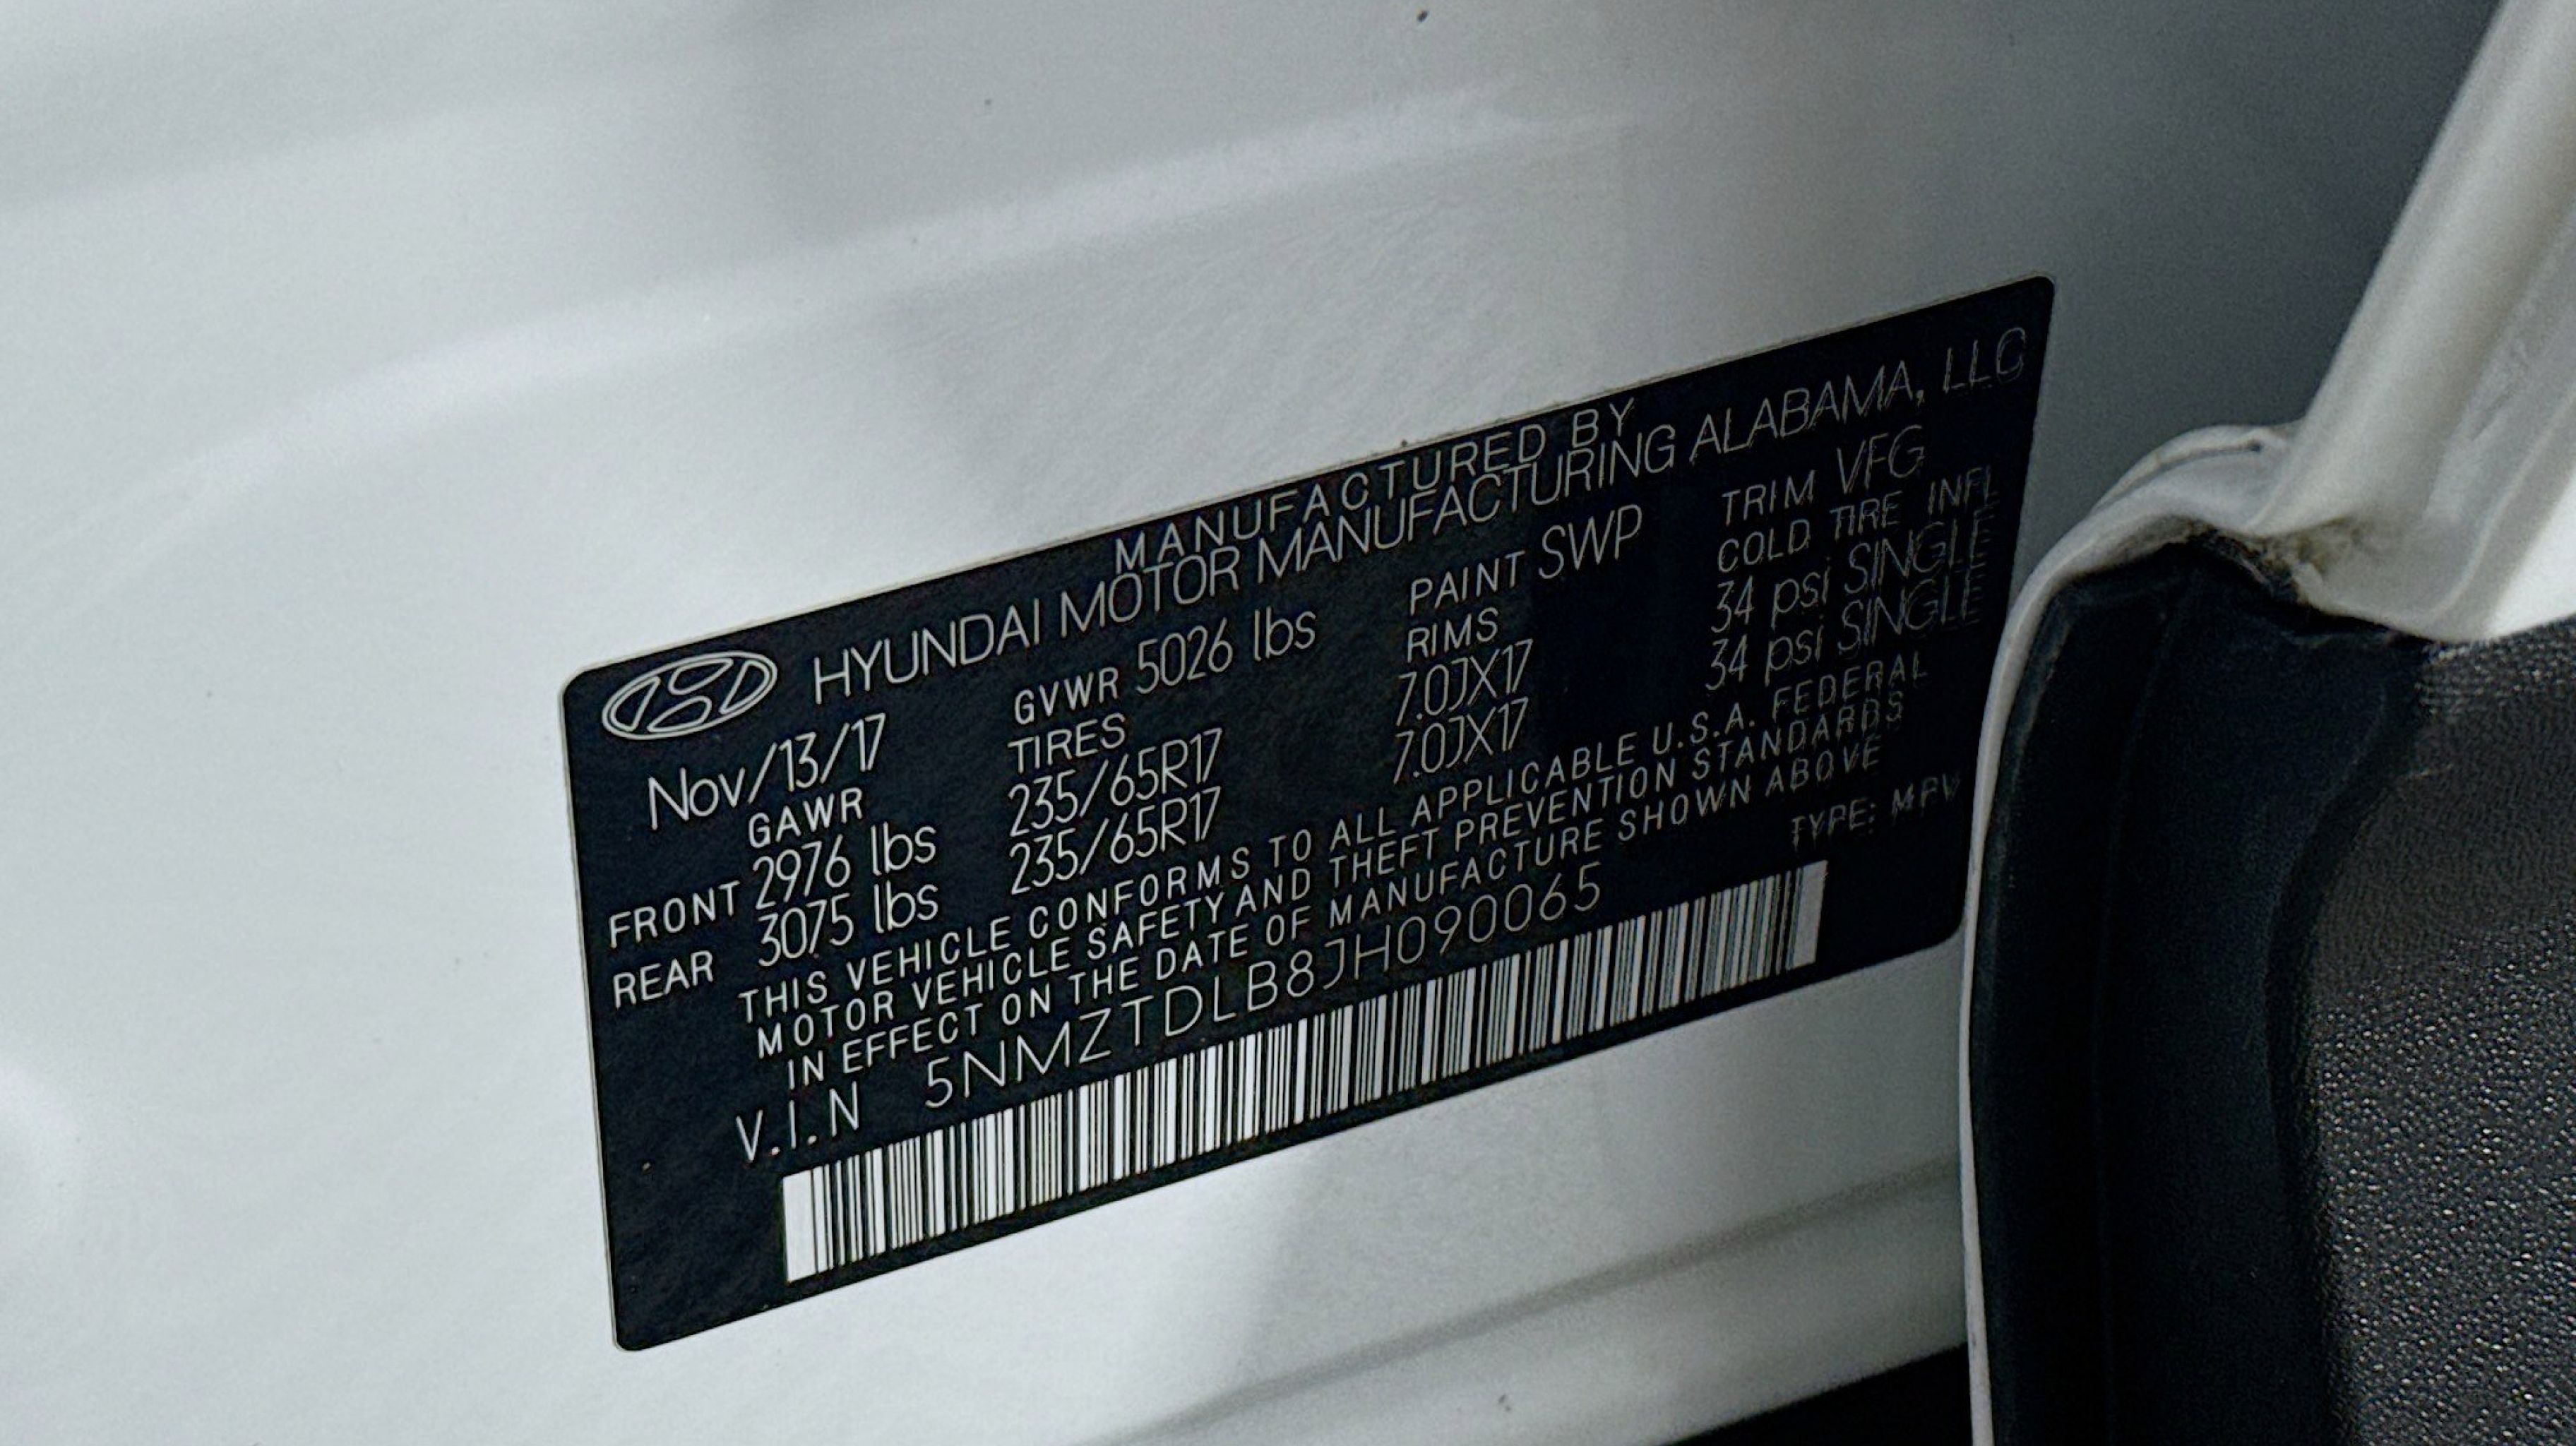 MANUFACTURED BY
HYUNDAI MOTOR MANUFACTURING ALABAMA, LLC
Nov/13/17 GVWR 5026 lbs PAINT SWP TRIM VFG
GAWR TIRES RIMS COLD TIRE INFL
FRONT 2976 lbs 235/65R17 7.0JX17 34 psi SINGLE
REAR 3075 lbs 235/65R17 7.0JX17 34 psi SINGLE
THIS VEHICLE CONFORMS TO ALL APPLICABLE U.S.A. FEDERAL
MOTOR VEHICLE SAFETY AND THEFT PREVENTION STANDARDS
IN EFFECT ON THE DATE OF MANUFACTURE SHOWN ABOVE
V.I.N 5NMZTDLB8JH090065 TYPE: MPV